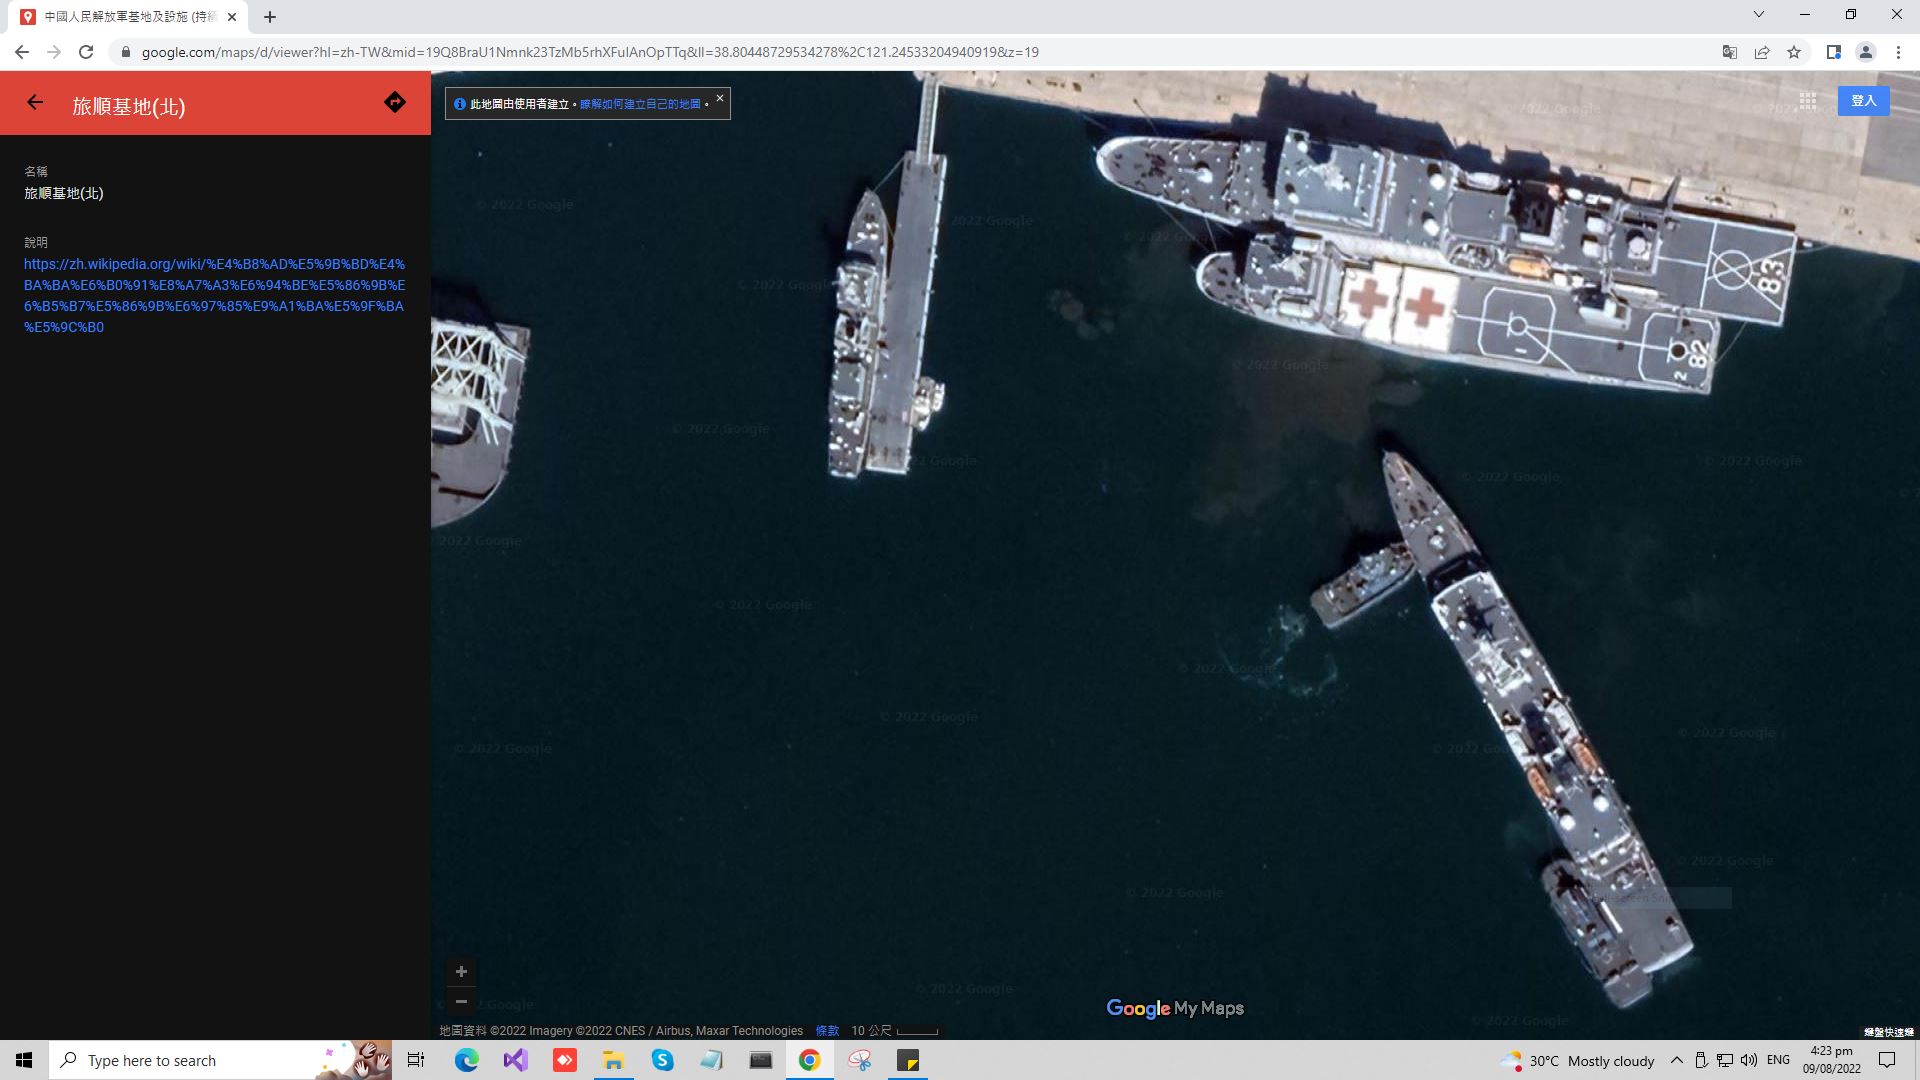 中國人民解放軍基地及設施 (持續
google.com/maps/d/viewer?hl=zh-TW&mid=19Q8BraU1Nmnk23TzMb5rhXFulAnOpTTq&ll=38.80448729534278%2C121.24533204940919&z=19
旅順基地(北)
此地圖由使用者建立。瞭解如何建立自己的地圖。
登入
名稱
旅順基地(北)
說明
https://zh.wikipedia.org/wiki/%E4%B8%AD%E5%9B%BD%E4%
BA%BA%E6%B0%91%E8%A7%A3%E6%94%BE%E5%86%9B%E
6%B5%B7%E5%86%9B%E6%97%85%E9%A1%BA%E5%9F%BA
%E5%9C%B0
© 2022 Google
83
82
Google My Maps
地圖資料 ©2022 Imagery ©2022 CNES / Airbus, Maxar Technologies 條款 10 公尺
鍵盤快速鍵
Type here to search
30°C Mostly cloudy
ENG
4:23 pm
09/08/2022